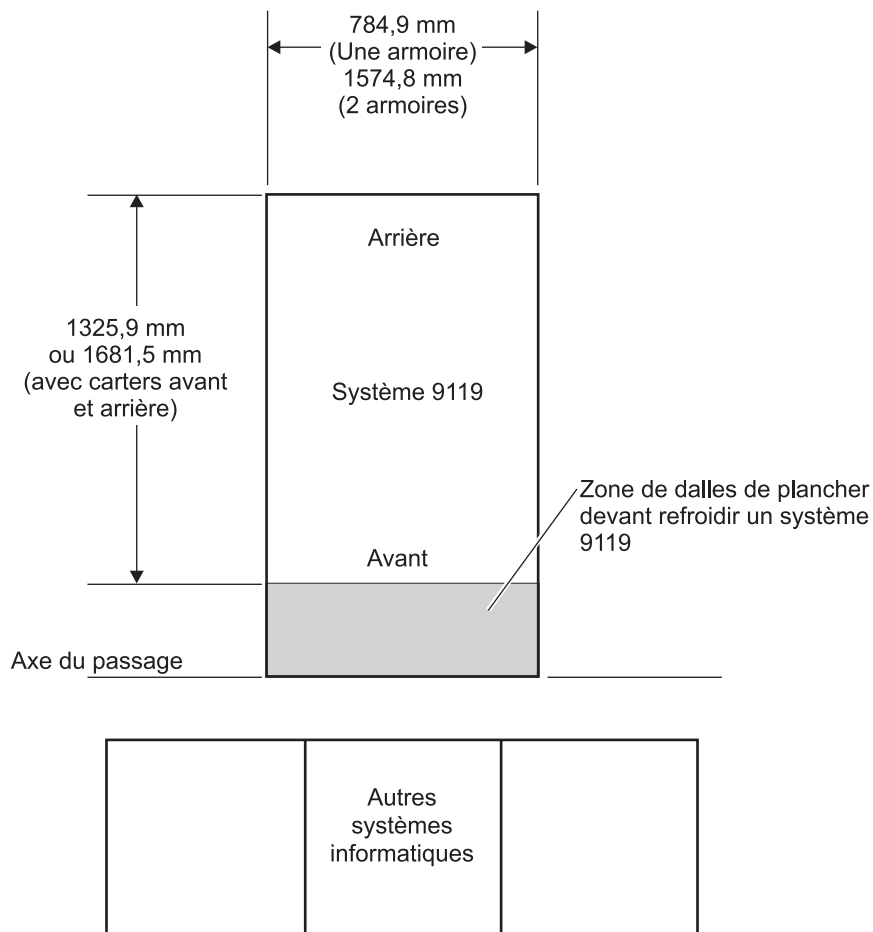 784,9 mm
(Une armoire)
1574,8 mm
(2 armoires)
Arrière
1325,9 mm
ou 1681,5 mm
(avec carters avant
et arrière)
Système 9119
Zone de dalles de plancher
devant refroidir un système
9119
Avant
Axe du passage
Autres
systèmes
informatiques